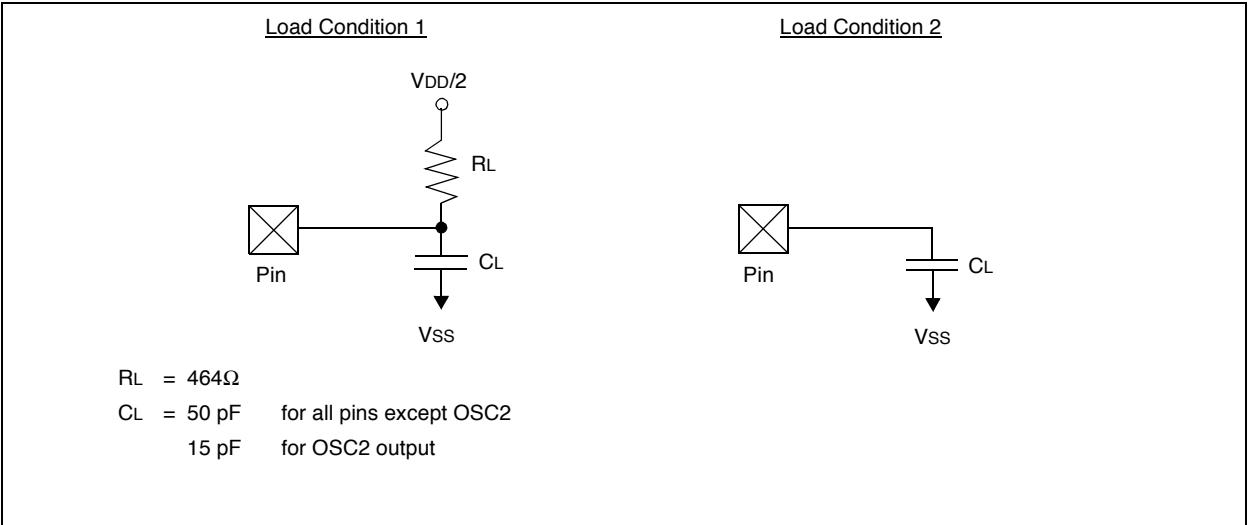 Load Condition 1
VDD/2
RL
CL
Pin
VSS
Load Condition 2
Pin
CL
VSS
RL = 464Ω
CL = 50 pF for all pins except OSC2
15 pF for OSC2 output